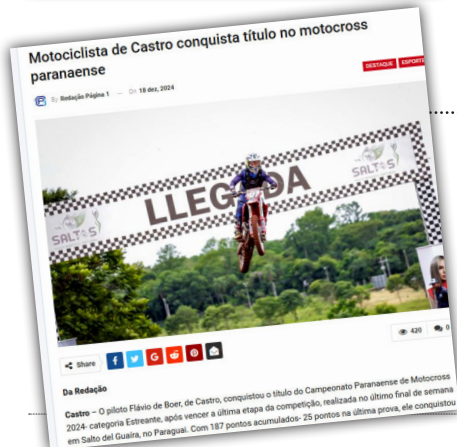 Motociclista de Castro conquista título no motocross
paranaense
By Redação Página 1 — On 18 dez, 2024
DESTAQUE ESPORTE
LLEGADA
SALTOS
SALTOS
Share
420 0
Da Redação
Castro – O piloto Flávio de Boer, de Castro, conquistou o título do Campeonato Paranaense de Motocross
2024- categoria Estreante, após vencer a última etapa da competição, realizada no último final de semana
em Salto del Guaira, no Paraguai. Com 187 pontos acumulados- 25 pontos na última prova, ele conquistou